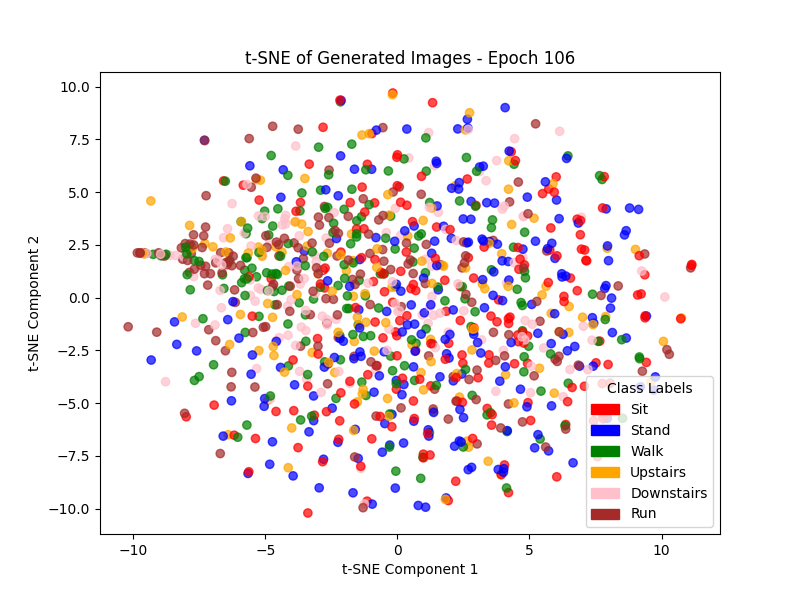 t-SNE of Generated Images - Epoch 106
t-SNE Component 2
10.0
7.5
5.0
2.5
0.0
−2.5
−5.0
−7.5
−10.0
−10
−5
0
5
10
t-SNE Component 1
Class Labels
Sit
Stand
Walk
Upstairs
Downstairs
Run